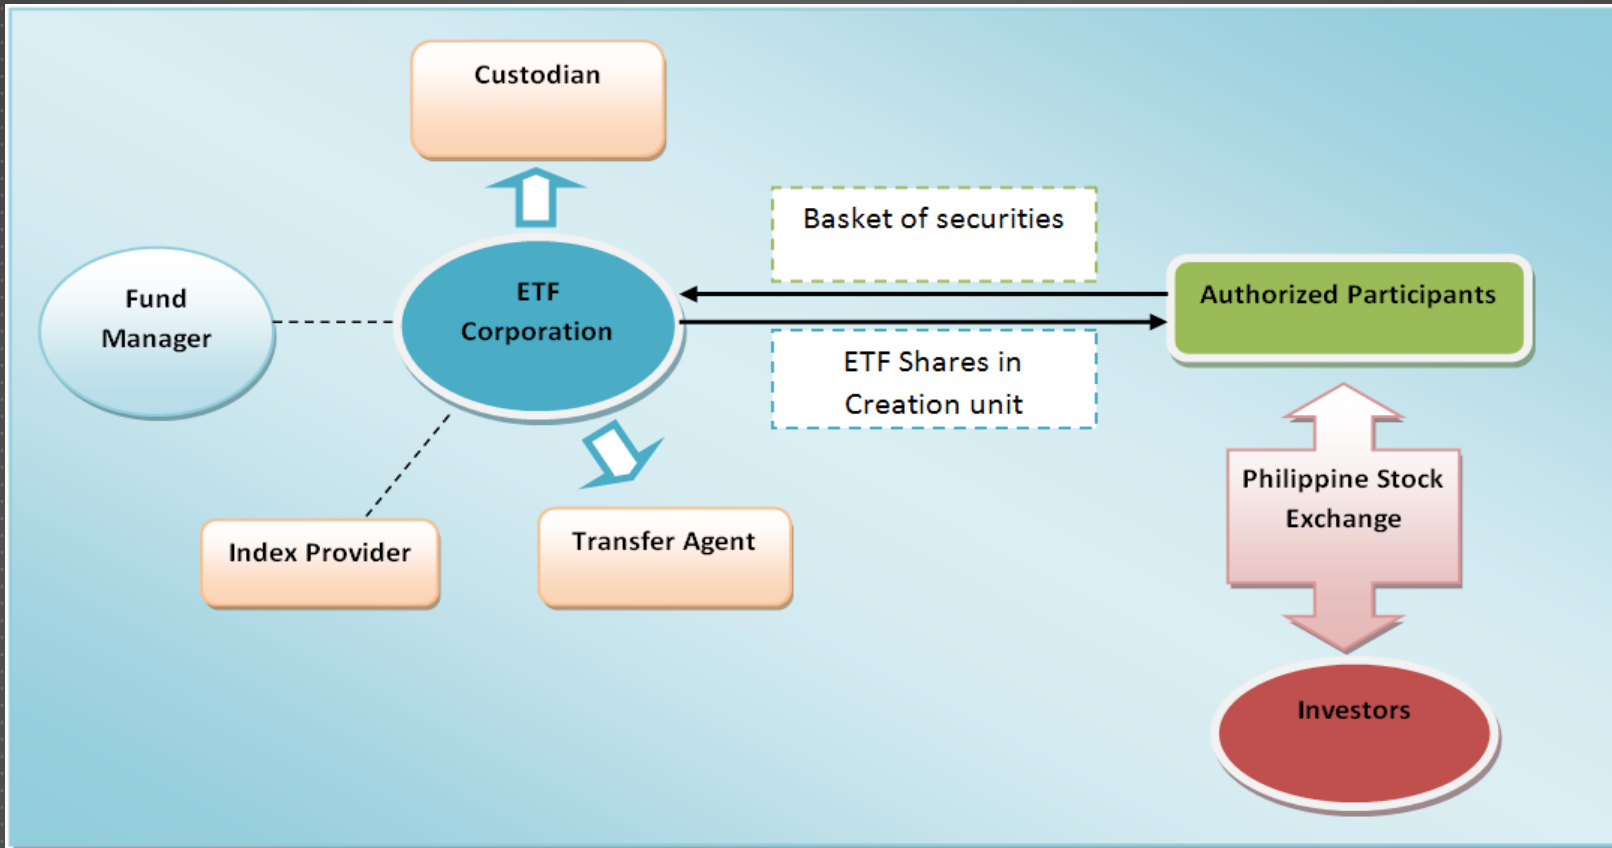 Custodian
Basket of securities
Fund
Manager
ETF
Corporation
Authorized Participants
ETF Shares in
Creation unit
Philippine Stock
Exchange
Index Provider
Transfer Agent
Investors